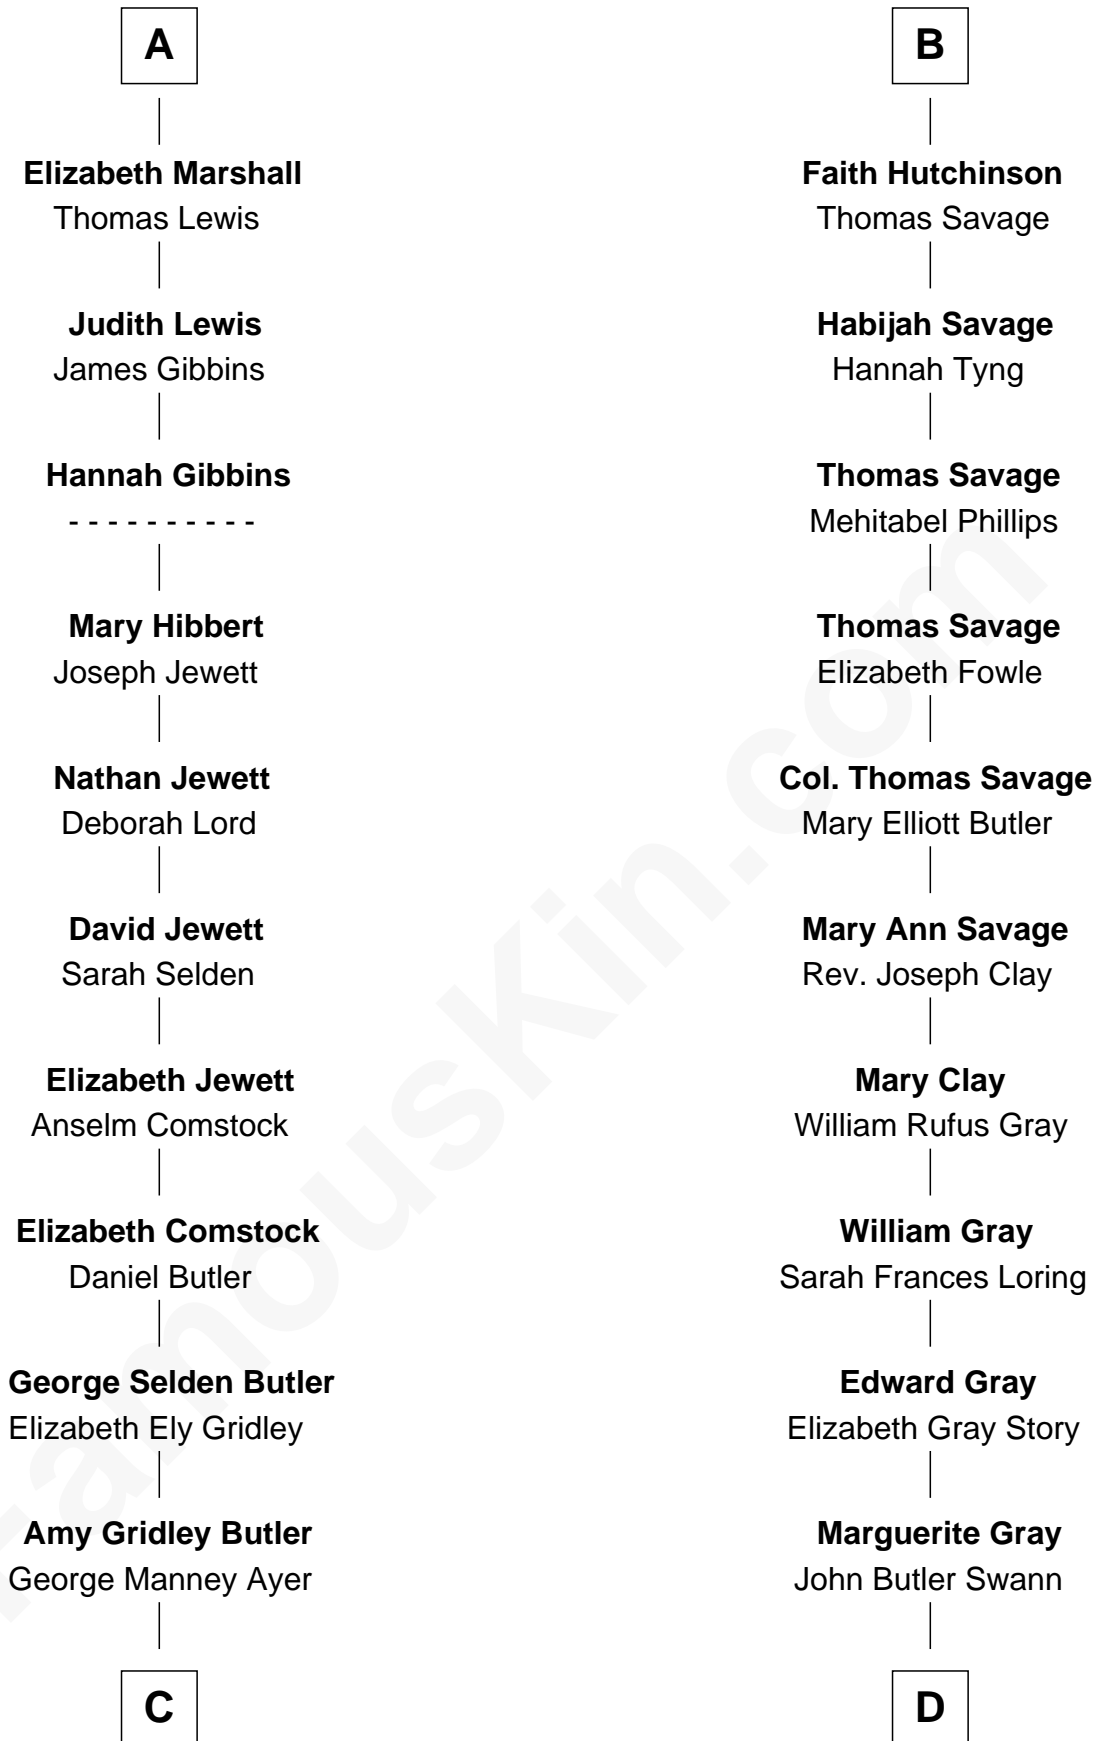 A
Elizabeth Marshall
Thomas Lewis
Judith Lewis
James Gibbins
Hannah Gibbins
- - - - - - - - - -
Mary Hibbert
Joseph Jewett
Nathan Jewett
Deborah Lord
David Jewett
Sarah Selden
Elizabeth Jewett
Anselm Comstock
Elizabeth Comstock
Daniel Butler
George Selden Butler
Elizabeth Ely Gridley
Amy Gridley Butler
George Manney Ayer
C
B
Faith Hutchinson
Thomas Savage
Habijah Savage
Hannah Tyng
Thomas Savage
Mehitabel Phillips
Thomas Savage
Elizabeth Fowle
Col. Thomas Savage
Mary Elliott Butler
Mary Ann Savage
Rev. Joseph Clay
Mary Clay
William Rufus Gray
William Gray
Sarah Frances Loring
Edward Gray
Elizabeth Gray Story
Marguerite Gray
John Butler Swann
D
FamousKin.com